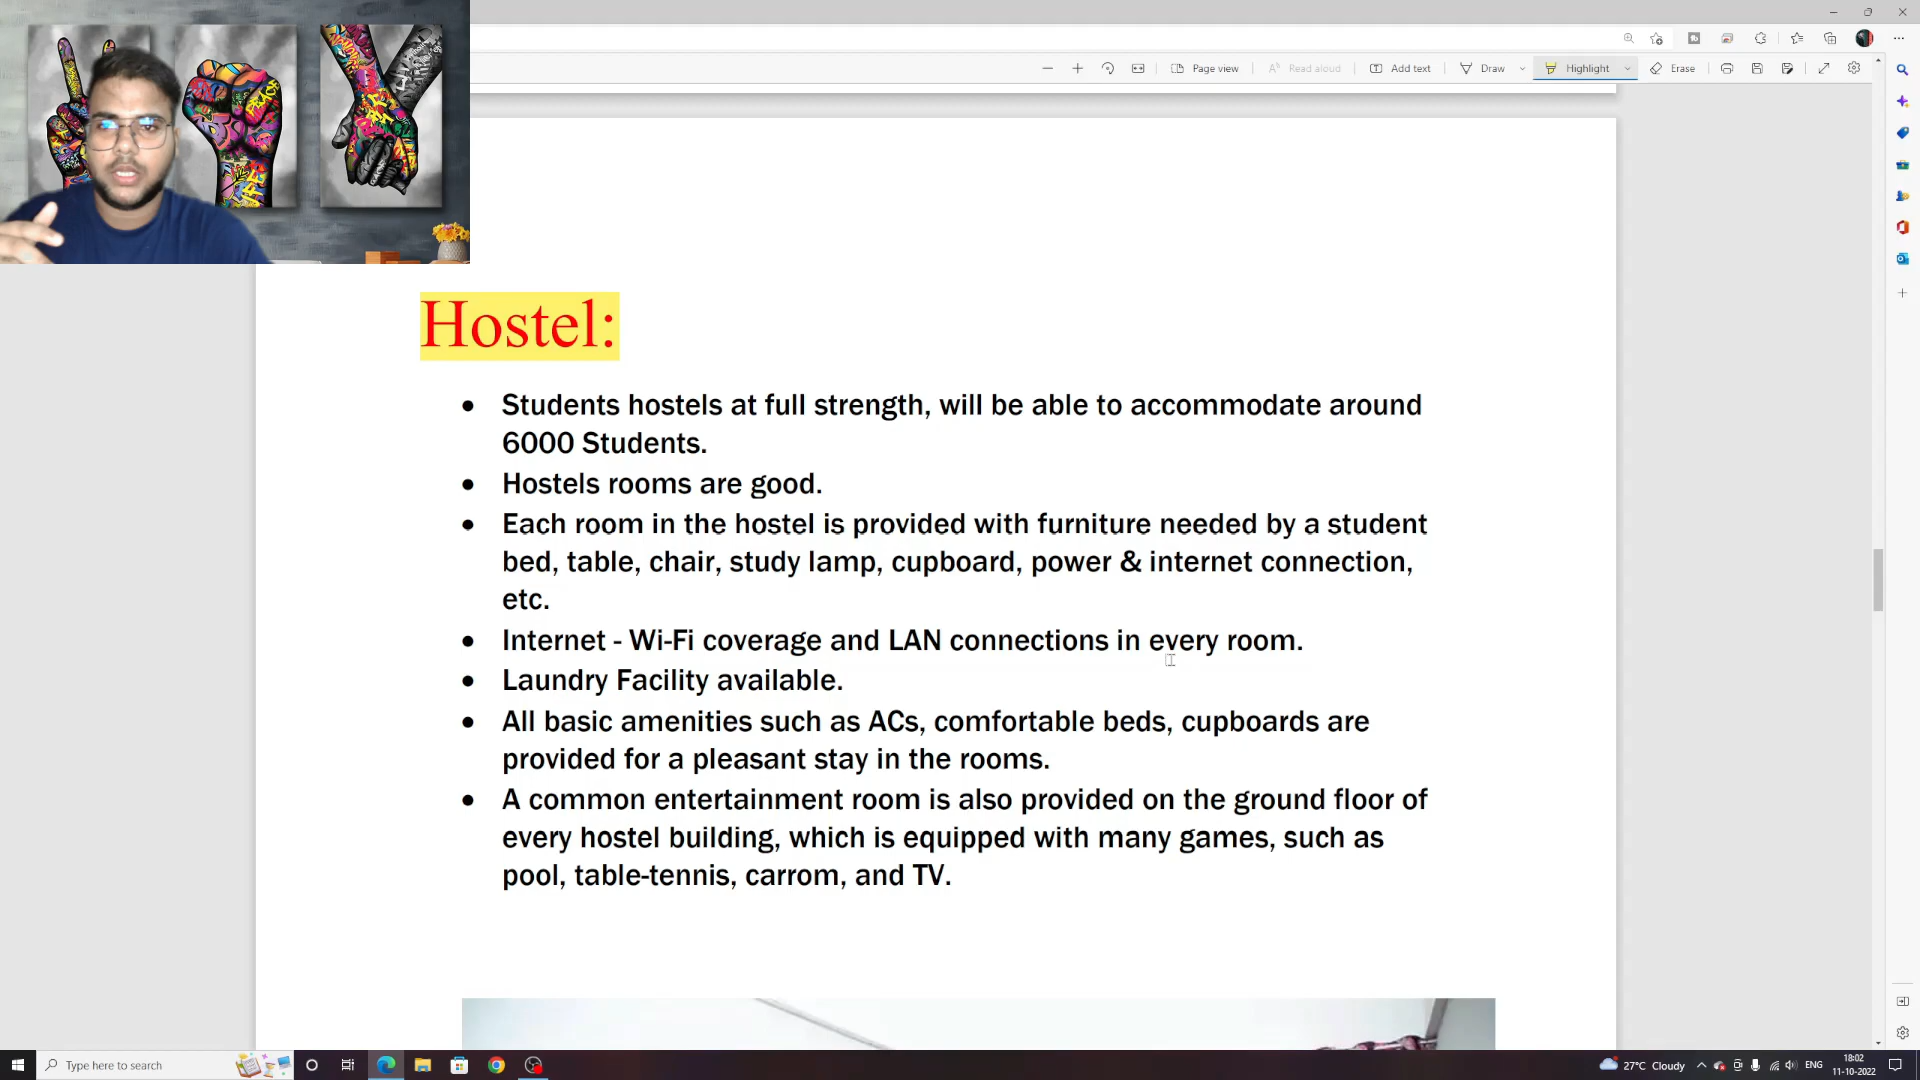 Page view
Read aloud
Add text
Draw
Highlight
Erase
Hostel:
• Students hostels at full strength, will be able to accommodate around
6000 Students.
• Hostels rooms are good.
• Each room in the hostel is provided with furniture needed by a student
bed, table, chair, study lamp, cupboard, power & internet connection,
etc.
• Internet - Wi-Fi coverage and LAN connections in every room.
• Laundry Facility available.
• All basic amenities such as ACs, comfortable beds, cupboards are
provided for a pleasant stay in the rooms.
• A common entertainment room is also provided on the ground floor of
every hostel building, which is equipped with many games, such as
pool, table-tennis, carrom, and TV.
Type here to search
27°C Cloudy
ENG
18:02
11-10-2022